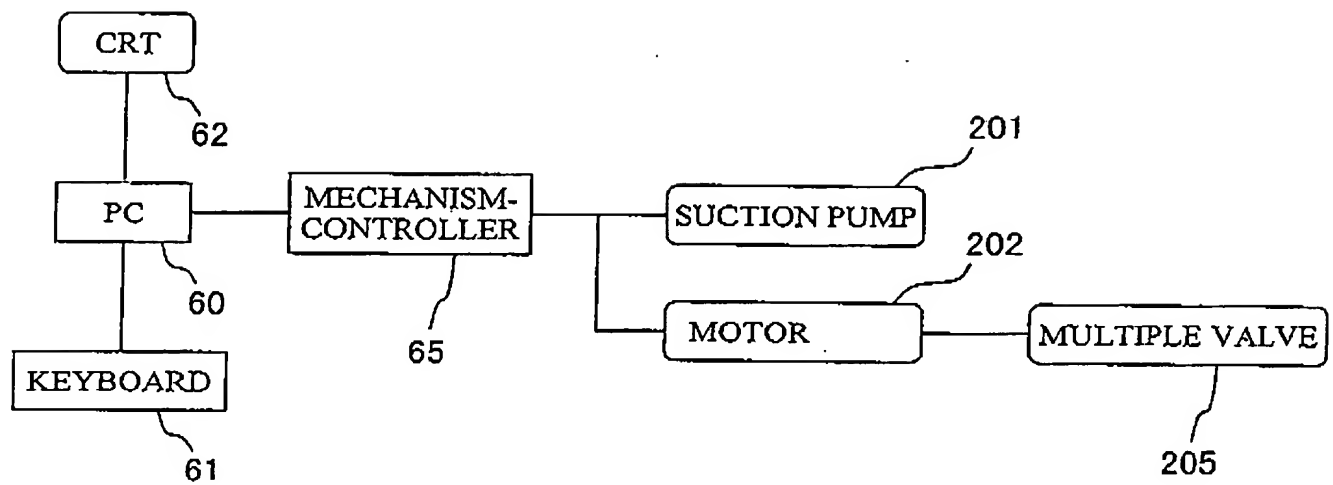 CRT
62
201
PC
MECHANISM-
CONTROLLER
SUCTION PUMP
60
202
65
MOTOR
MULTIPLE VALVE
KEYBOARD
61
205